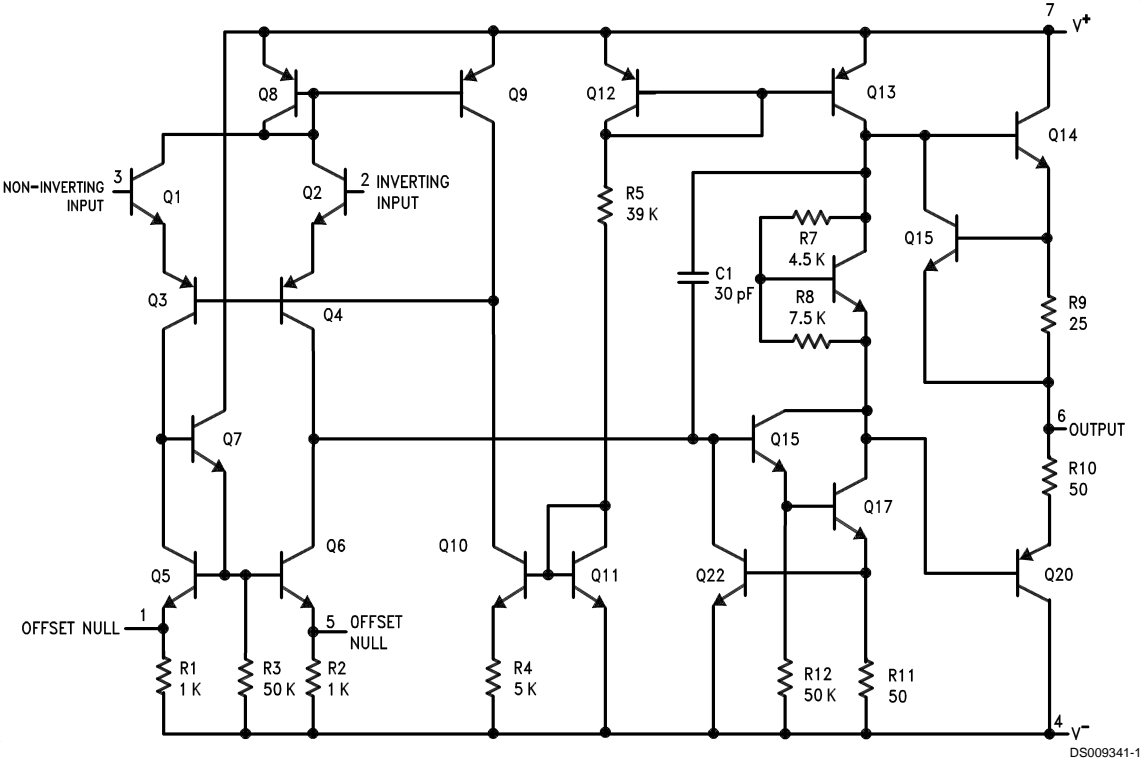 7
V+
Q8
Q9
Q12
Q13
Q14
3
NON-INVERTING
INPUT
Q1
Q2
2 INVERTING
INPUT
R5
39 K
Q15
R7
4.5 K
Q3
Q4
C1
30 pF
R8
7.5 K
R9
25
Q7
Q15
6
OUTPUT
R10
50
Q17
Q5
Q6
Q10
Q11
Q22
Q20
1
OFFSET NULL
5 OFFSET
NULL
R1
1 K
R3
50 K
R2
1 K
R4
5 K
R12
50 K
R11
50
4
V-
DS009341-1